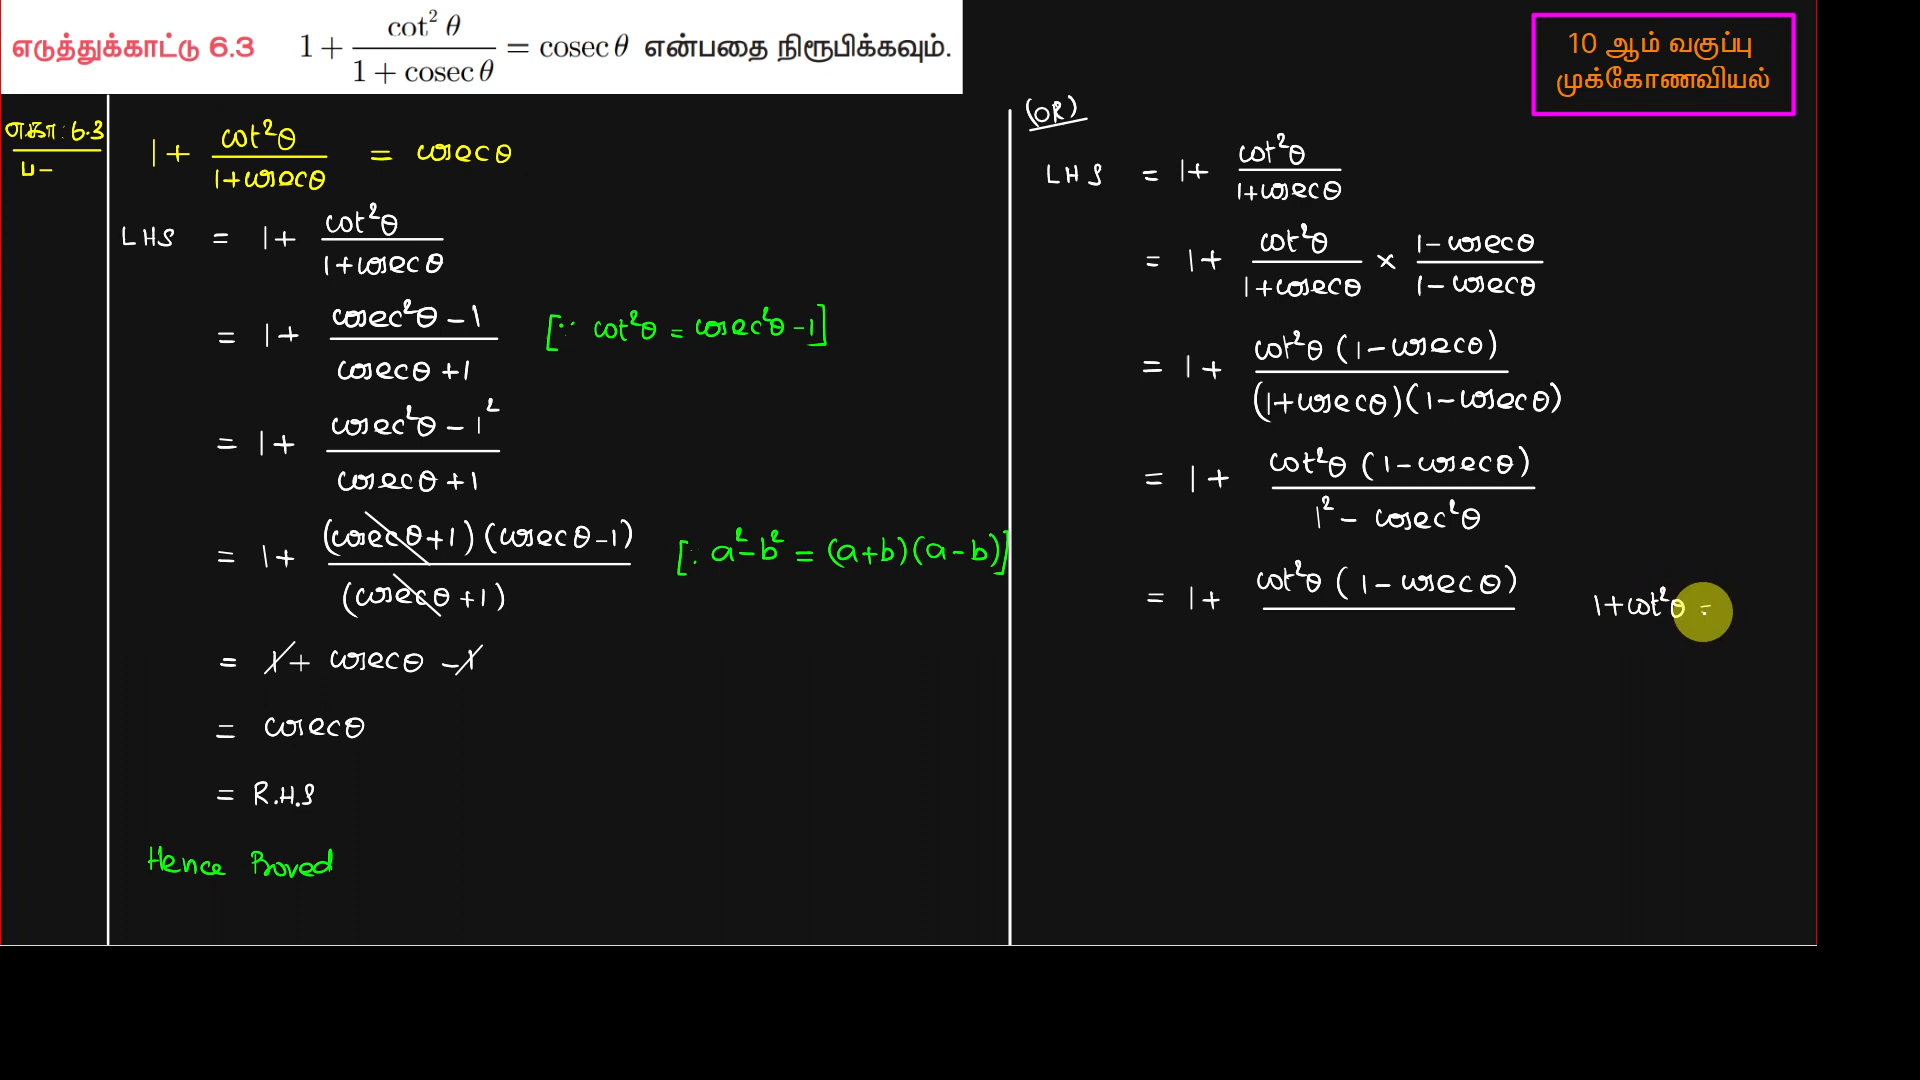 எடுத்துக்காட்டு 6.3 1 + cot² θ / 1 + cosec θ = cosec θ என்பதை நிரூபிக்கவும்.
10 ஆம் வகுப்பு
முக்கோணவியல்
எகா : 6.3
1 + cot²θ / 1+cosecθ = cosecθ
LHS = 1 + cot²θ / 1+cosecθ
= 1 + cosec²θ - 1 / cosecθ + 1 [∵ cot²θ = cosec²θ - 1]
= 1 + cosec²θ - 1² / cosecθ + 1
= 1 + (cosecθ+1) (cosecθ-1) / (cosecθ+1) [∵ a² - b² = (a+b)(a-b)]
= 1 + cosecθ - 1
= cosecθ
= R.H.S
Hence Proved
(OR)
LHS = 1 + cot²θ / 1+cosecθ
= 1 + cot²θ / 1+cosecθ × 1-cosecθ / 1-cosecθ
= 1 + cot²θ (1-cosecθ) / (1+cosecθ)(1-cosecθ)
= 1 + cot²θ (1-cosecθ) / 1² - cosec²θ
= 1 + cot²θ (1-cosecθ) 1+cot²θ =